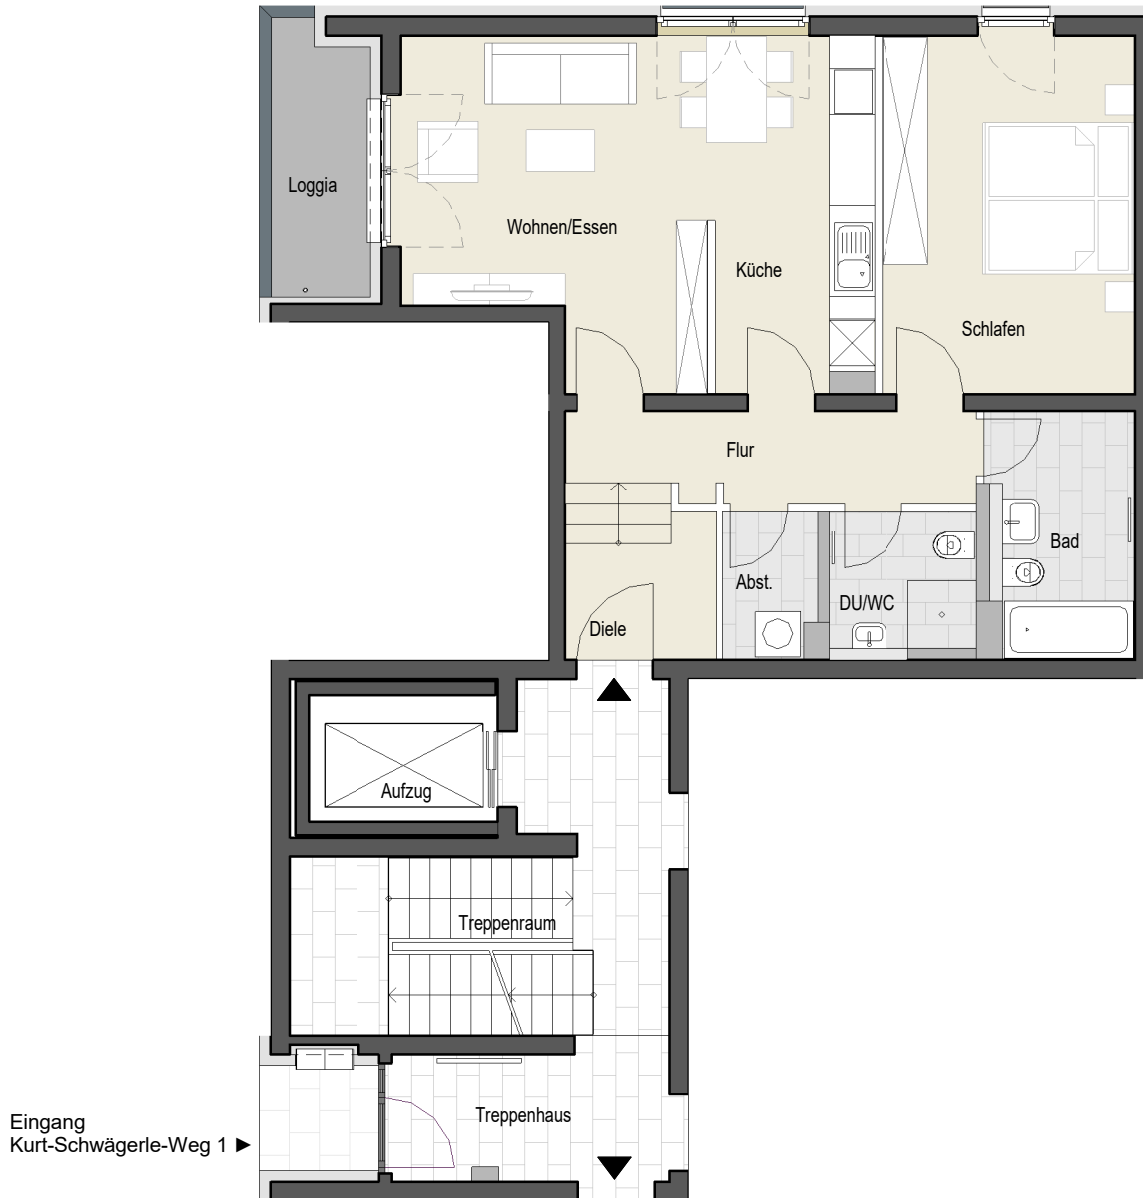 Loggia
Wohnen/Essen
Küche
Schlafen
Flur
Bad
Abst.
DU/WC
Diele
Aufzug
Treppenraum
Treppenhaus
Eingang
Kurt-Schwägerle-Weg 1 ►